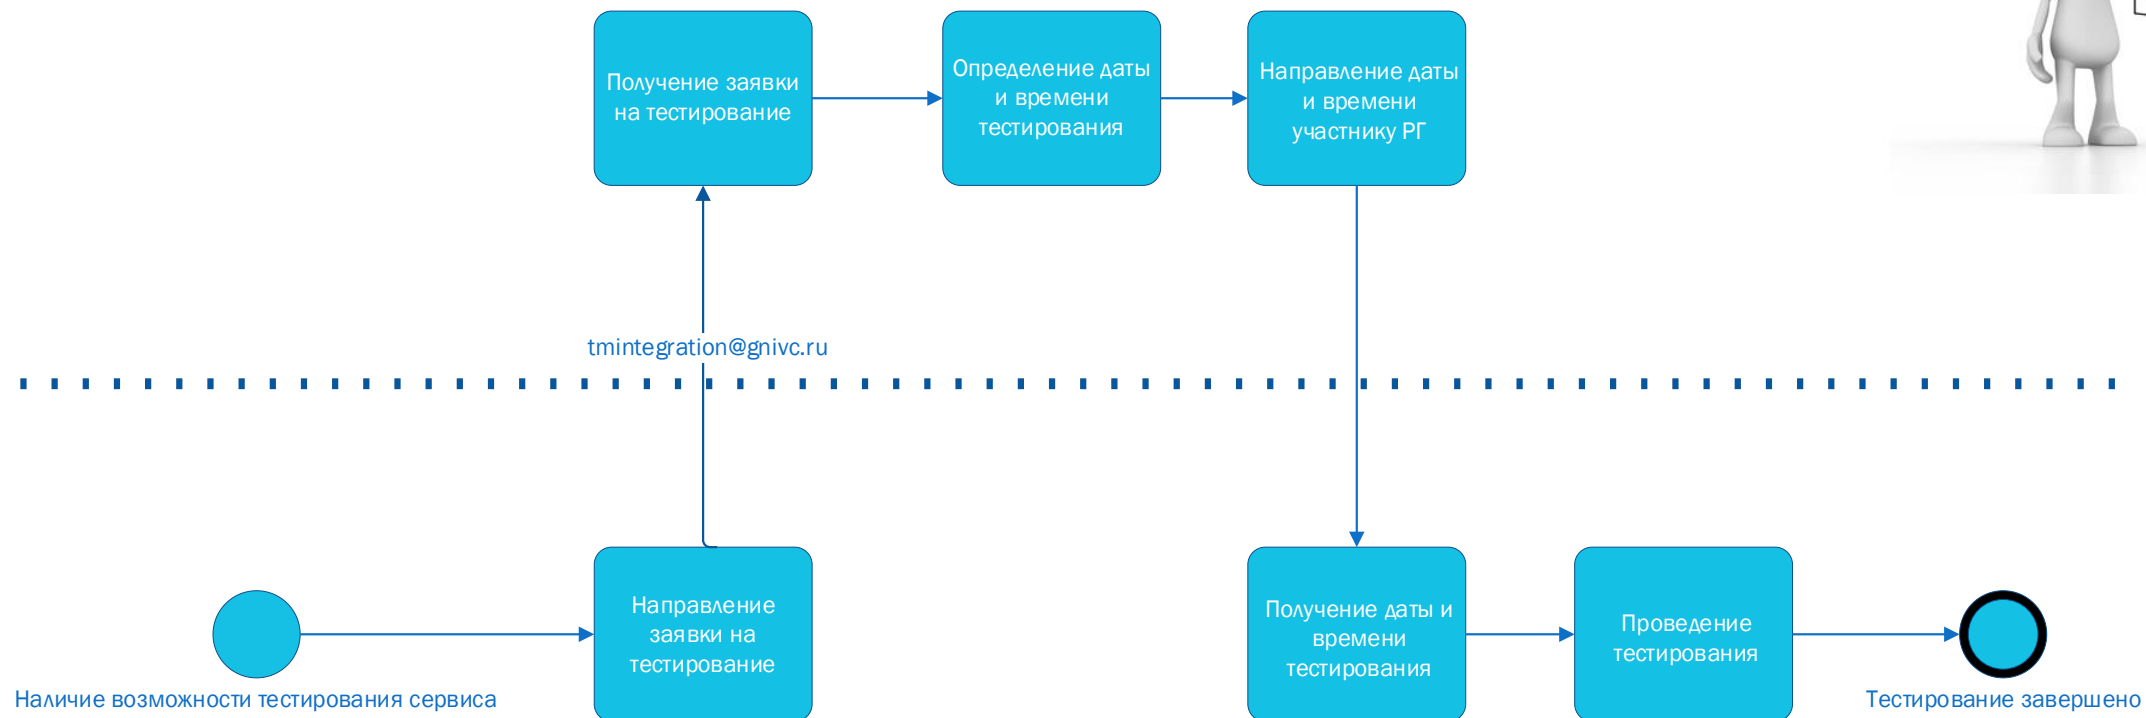 Получение заявки
на тестирование
Определение даты
и времени
тестирования
Направление даты
и времени
участнику РГ
tmintegration@gnivc.ru
Направление
заявки на
тестирование
Получение даты и
времени
тестирования
Проведение
тестирования
Наличие возможности тестирования сервиса
Тестирование завершено